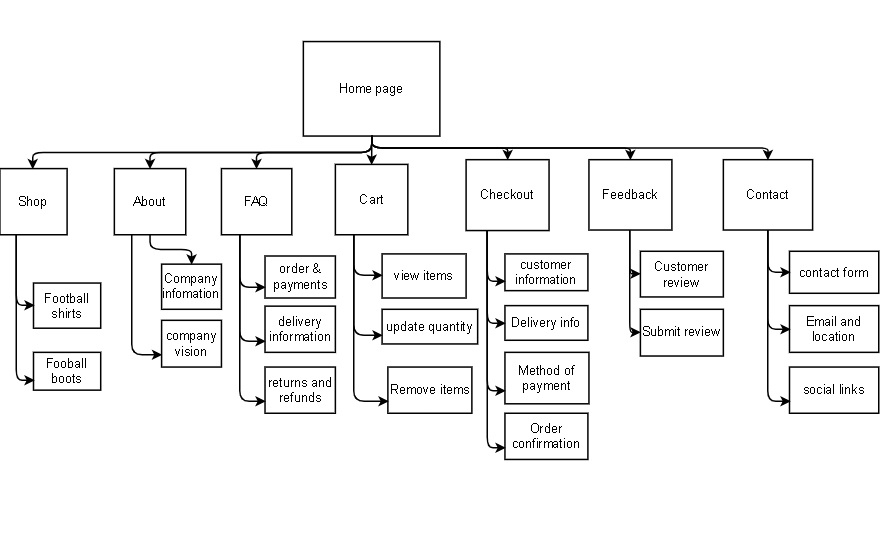 Home page
Shop
About
FAQ
Cart
Checkout
Feedback
Contact
Football
shirts
Fooball
boots
Company
infomation
company
vision
order &
payments
delivery
information
returns and
refunds
view items
update quantity
Remove items
customer
information
Delivery info
Method of
payment
Order
confirmation
Customer
review
Submit review
contact form
Email and
location
social links